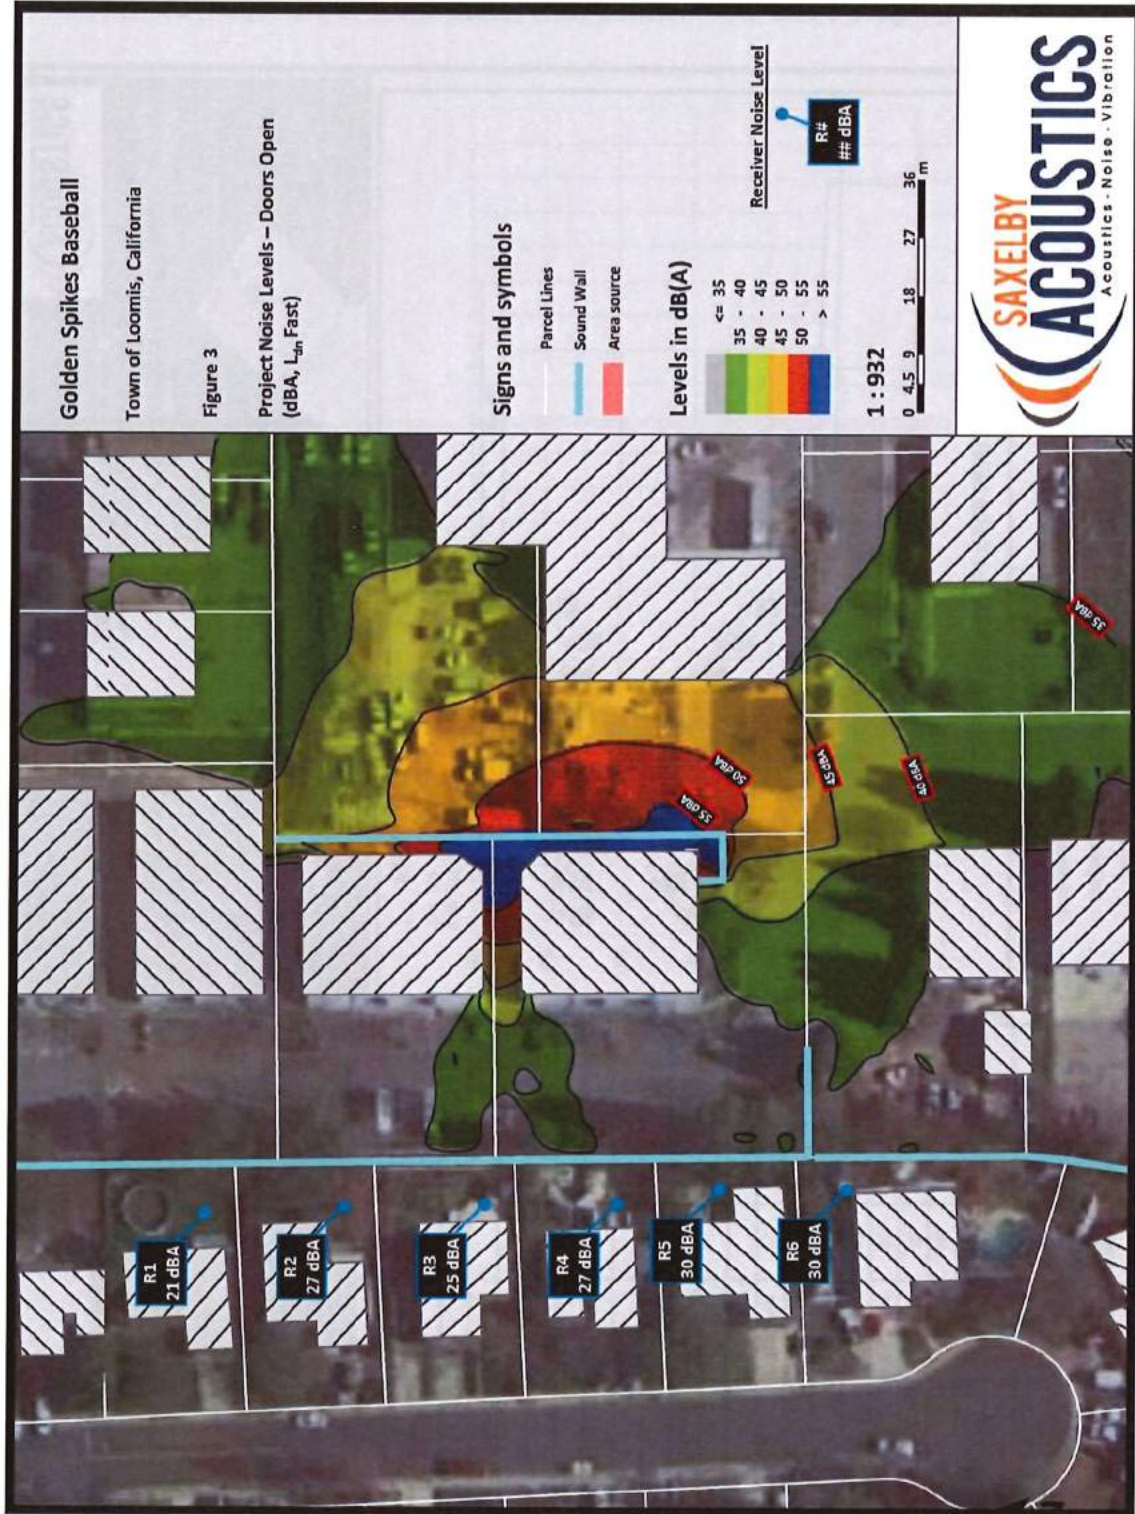 Golden Spikes Baseball
Town of Loomis, California
Figure 3
Project Noise Levels – Doors Open
(dBA, Ldn Fast)
Signs and symbols
Parcel Lines
Sound Wall
Area source
Levels in dB(A)
<= 35
35 - 40
40 - 45
45 - 50
50 - 55
> 55
Receiver Noise Level
R#
## dBA
1 : 932
0 4.5 9 18 27 36
m
SAXELBY
ACOUSTICS
Acoustics - Noise - Vibration
R1
21 dBA
R2
27 dBA
R3
25 dBA
R4
27 dBA
R5
30 dBA
R6
30 dBA
55 dBA
50 dBA
45 dBA
40 dBA
35 dBA